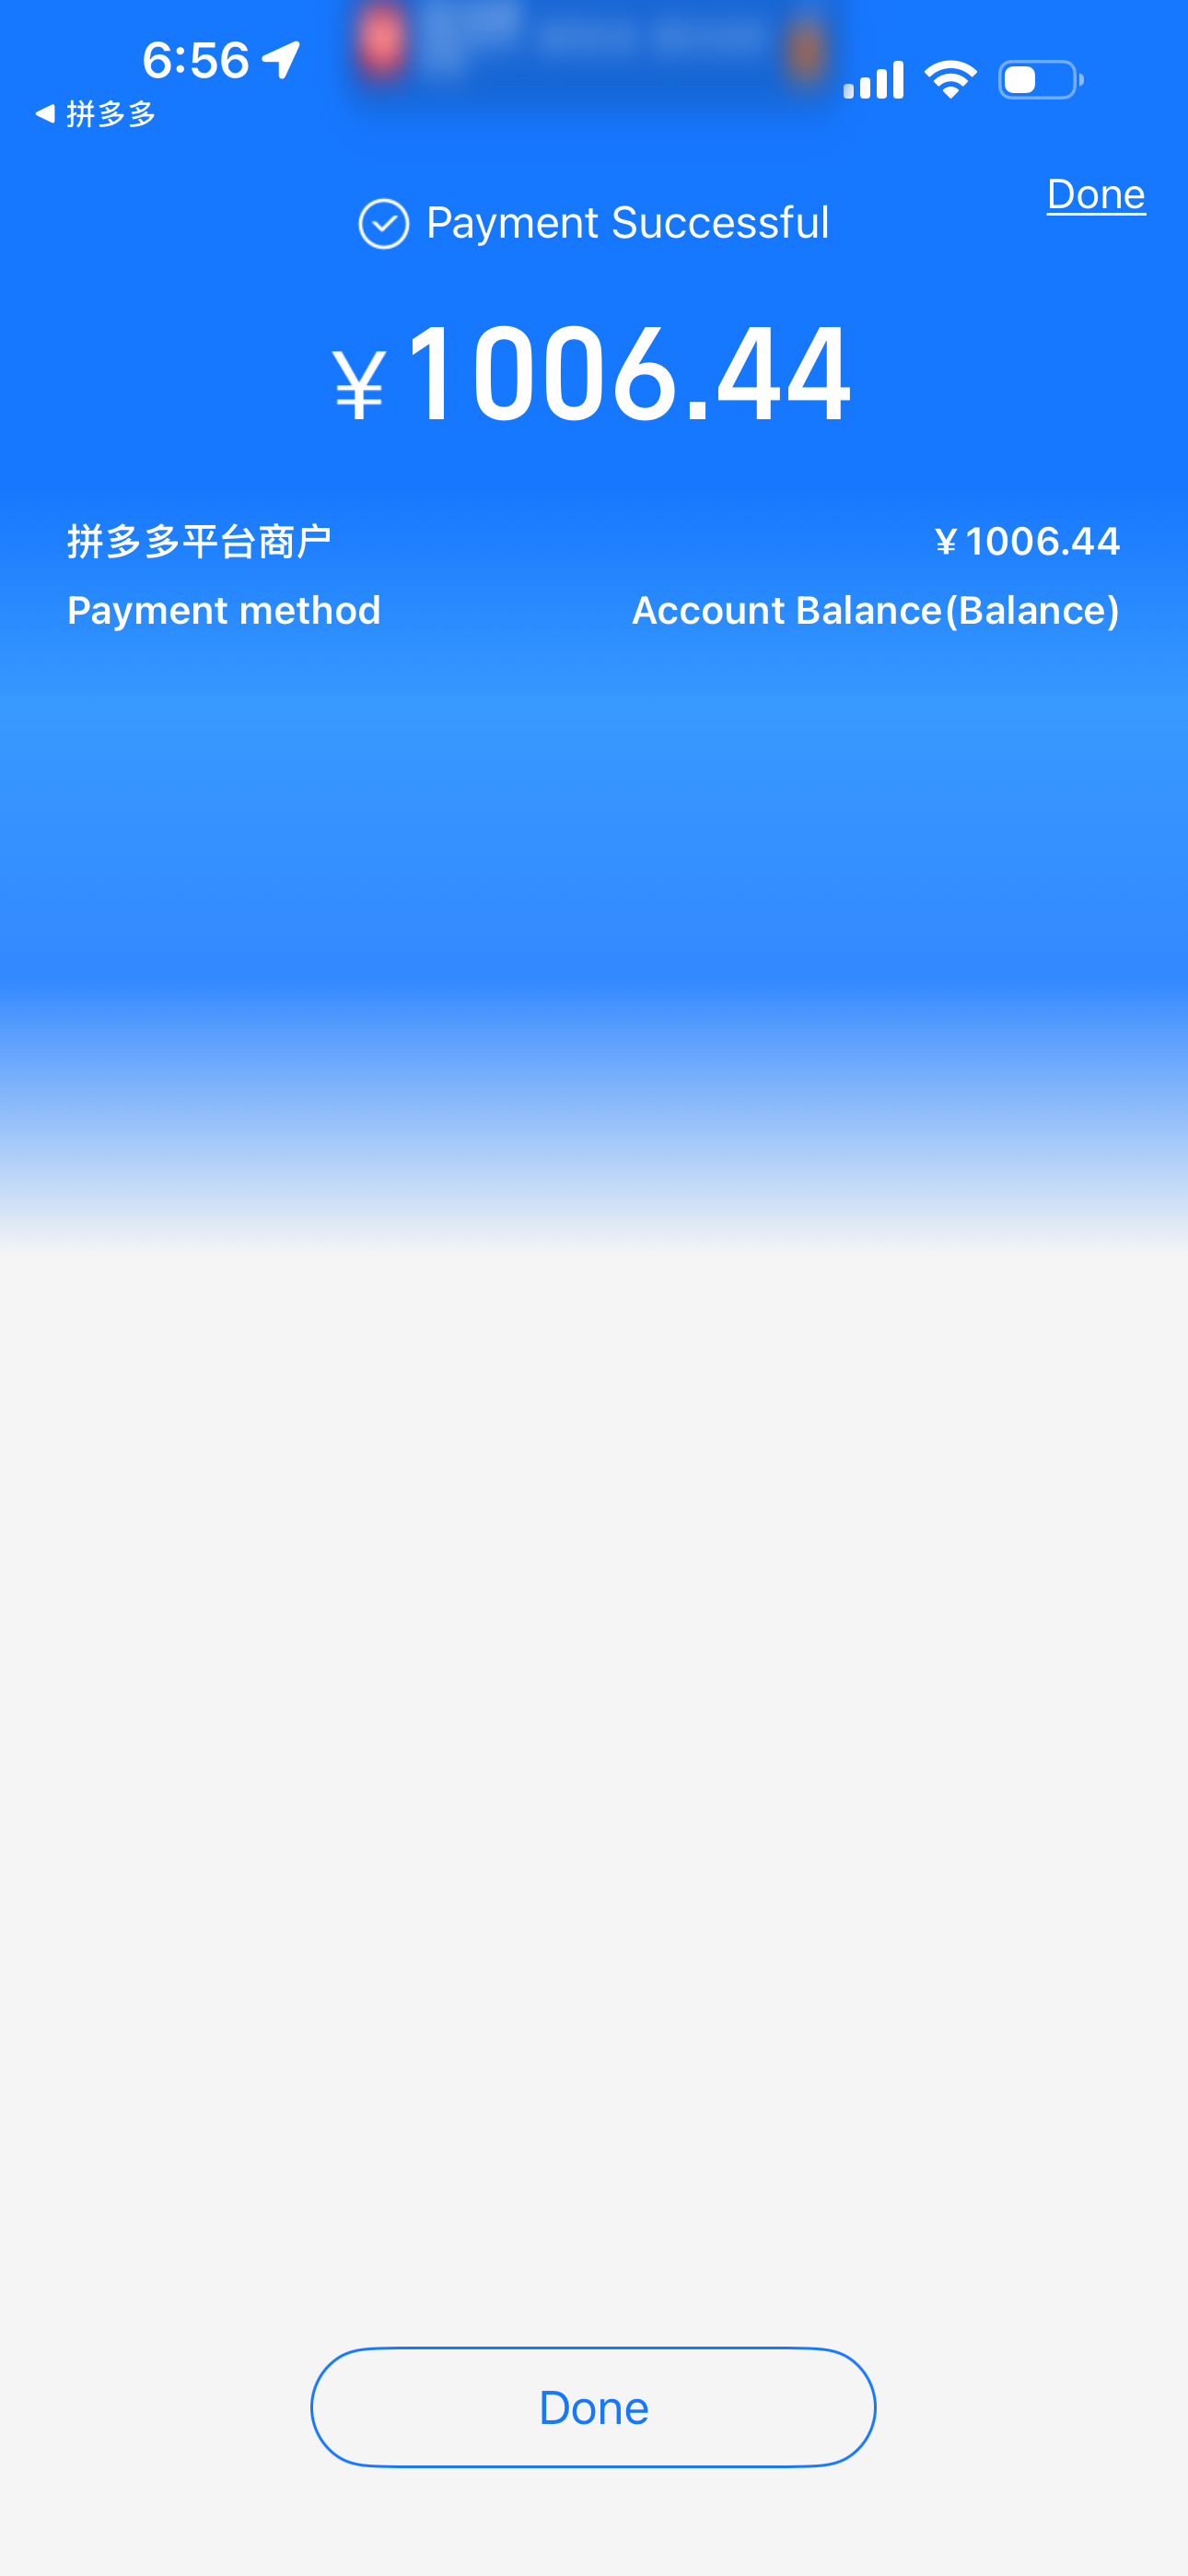 6:56
拼多多
Done
Payment Successful
¥1006.44
拼多多平台商户 ¥1006.44
Payment method Account Balance(Balance)
Done